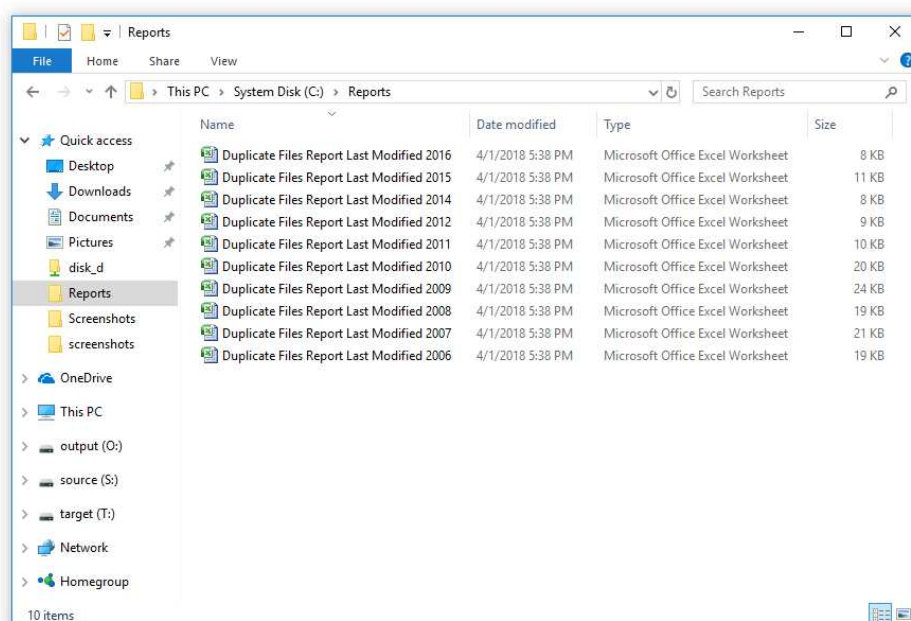 Reports
File Home Share View
This PC > System Disk (C:) > Reports Search Reports
Name Date modified Type Size
Quick access
Desktop
Downloads
Documents
Pictures
disk_d
Reports
Screenshots
screenshots
OneDrive
This PC
output (O:)
source (S:)
target (T:)
Network
Homegroup
Duplicate Files Report Last Modified 2016 4/1/2018 5:38 PM Microsoft Office Excel Worksheet 8 KB
Duplicate Files Report Last Modified 2015 4/1/2018 5:38 PM Microsoft Office Excel Worksheet 11 KB
Duplicate Files Report Last Modified 2014 4/1/2018 5:38 PM Microsoft Office Excel Worksheet 8 KB
Duplicate Files Report Last Modified 2012 4/1/2018 5:38 PM Microsoft Office Excel Worksheet 9 KB
Duplicate Files Report Last Modified 2011 4/1/2018 5:38 PM Microsoft Office Excel Worksheet 10 KB
Duplicate Files Report Last Modified 2010 4/1/2018 5:38 PM Microsoft Office Excel Worksheet 20 KB
Duplicate Files Report Last Modified 2009 4/1/2018 5:38 PM Microsoft Office Excel Worksheet 24 KB
Duplicate Files Report Last Modified 2008 4/1/2018 5:38 PM Microsoft Office Excel Worksheet 19 KB
Duplicate Files Report Last Modified 2007 4/1/2018 5:38 PM Microsoft Office Excel Worksheet 21 KB
Duplicate Files Report Last Modified 2006 4/1/2018 5:38 PM Microsoft Office Excel Worksheet 19 KB
10 items